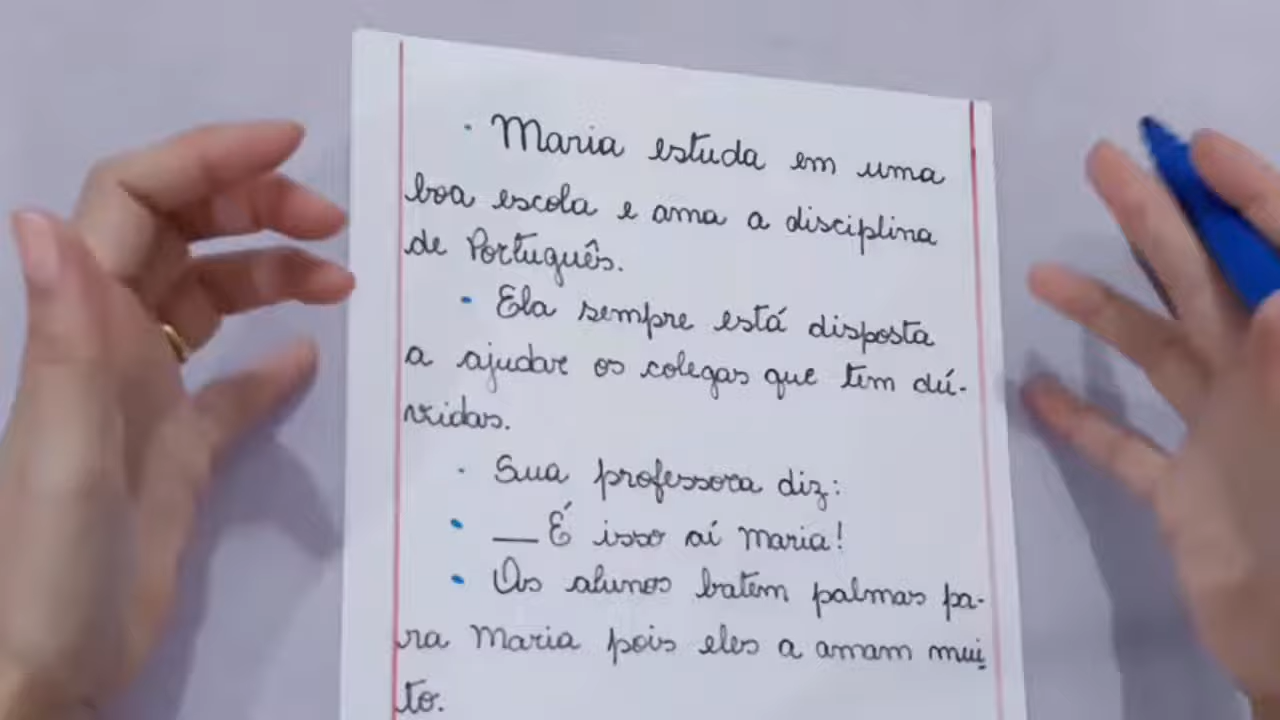 · Maria estuda em uma
boa escola e ama a disciplina
de Português.
· Ela sempre está disposta
a ajudar os colegas que tem dú-
vidas.
· Sua professora diz:
· __ É isso aí Maria!
· Os alunos batem palmas pa-
ra Maria pois eles a amam mui
to.